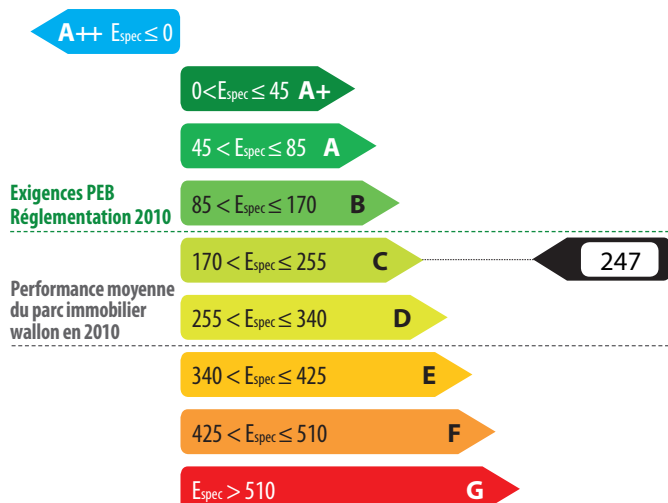 A++ Espec ≤ 0
0<Espec ≤ 45 A+
45 < Espec ≤ 85 A
Exigences PEB
Réglementation 2010
85 < Espec ≤ 170 B
170 < Espec ≤ 255 C
247
Performance moyenne
du parc immobilier
wallon en 2010
255 < Espec ≤ 340 D
340 < Espec ≤ 425 E
425 < Espec ≤ 510 F
Espec > 510 G